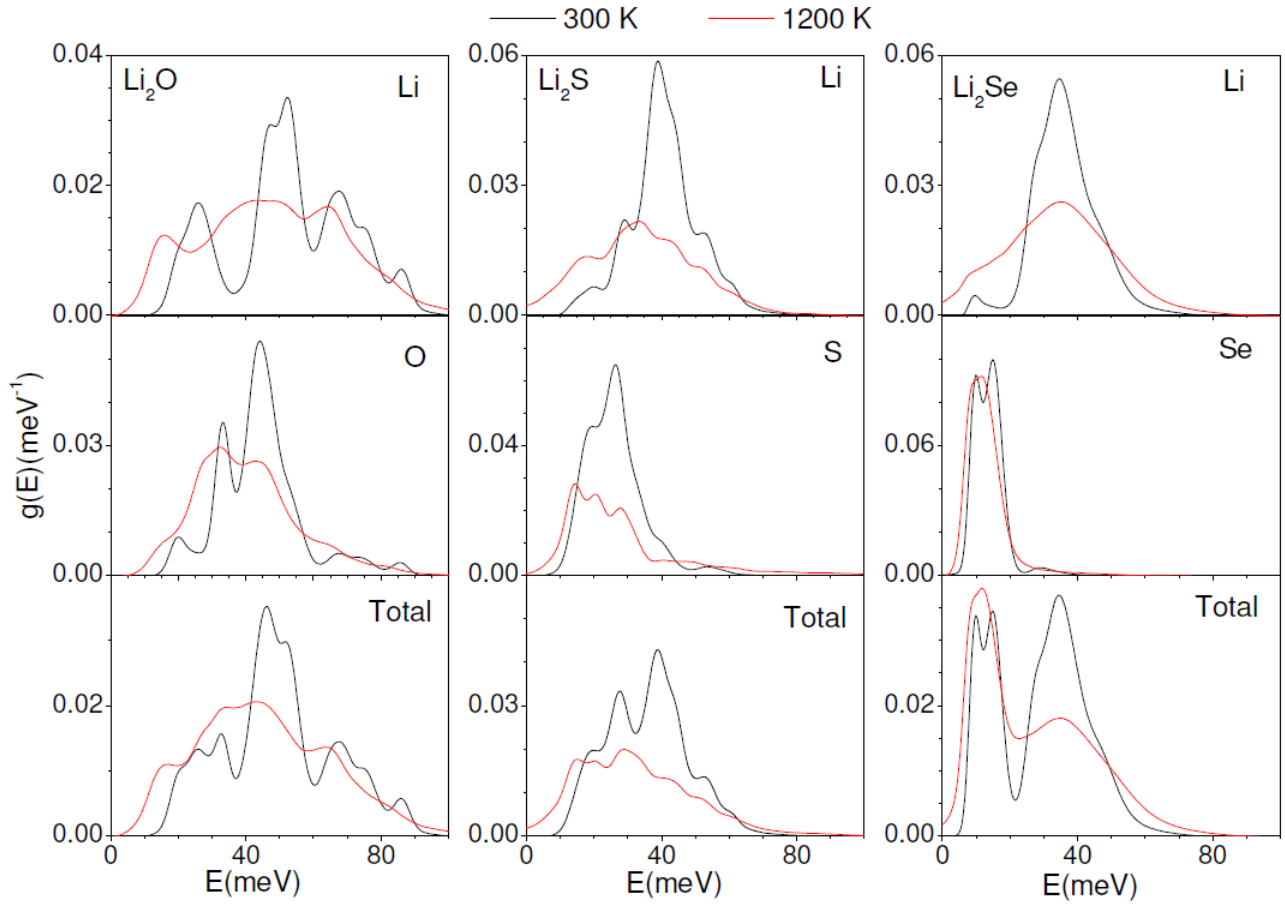 300 K 1200 K
0.04 0.06 0.06
Li₂O Li Li₂S Li Li₂Se Li
0.02 0.03 0.03
0.00 0.00 0.00
O S Se
g(E)(meV⁻¹)
0.03 0.04 0.06
0.00 0.00 0.00
Total Total Total
0.02 0.03 0.02
0.00 0.00 0.00
0 40 80 0 40 80 0 40 80
E(meV) E(meV) E(meV)